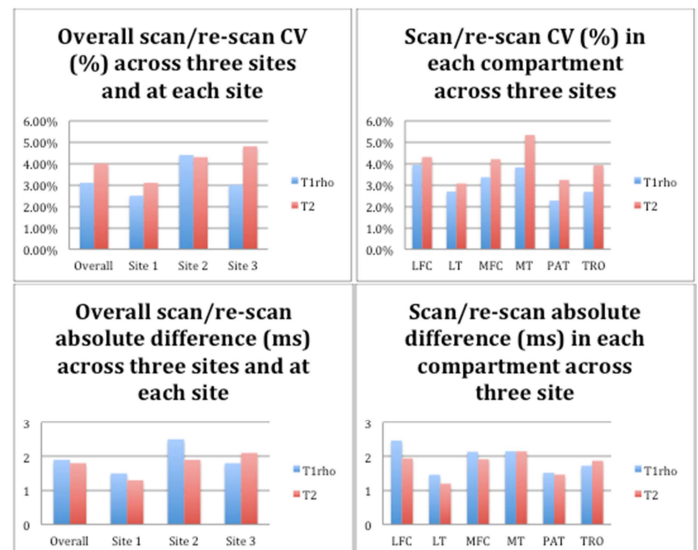 Overall scan/re-scan CV
(%) across three sites
and at each site
6.00%
5.00%
4.00%
3.00%
2.00%
1.00%
0.00%
Overall Site 1 Site 2 Site 3
T1rho
T2
Scan/re-scan CV (%) in
each compartment
across three sites
6.0%
5.0%
4.0%
3.0%
2.0%
1.0%
0.0%
LFC LT MFC MT PAT TRO
T1rho
T2
Overall scan/re-scan
absolute difference (ms)
across three sites and at
each site
3
2
1
0
Overall Site 1 Site 2 Site 3
T1rho
T2
Scan/re-scan absolute
difference (ms) in each
compartment across
three site
3
2
1
0
LFC LT MFC MT PAT TRO
T1rho
T2